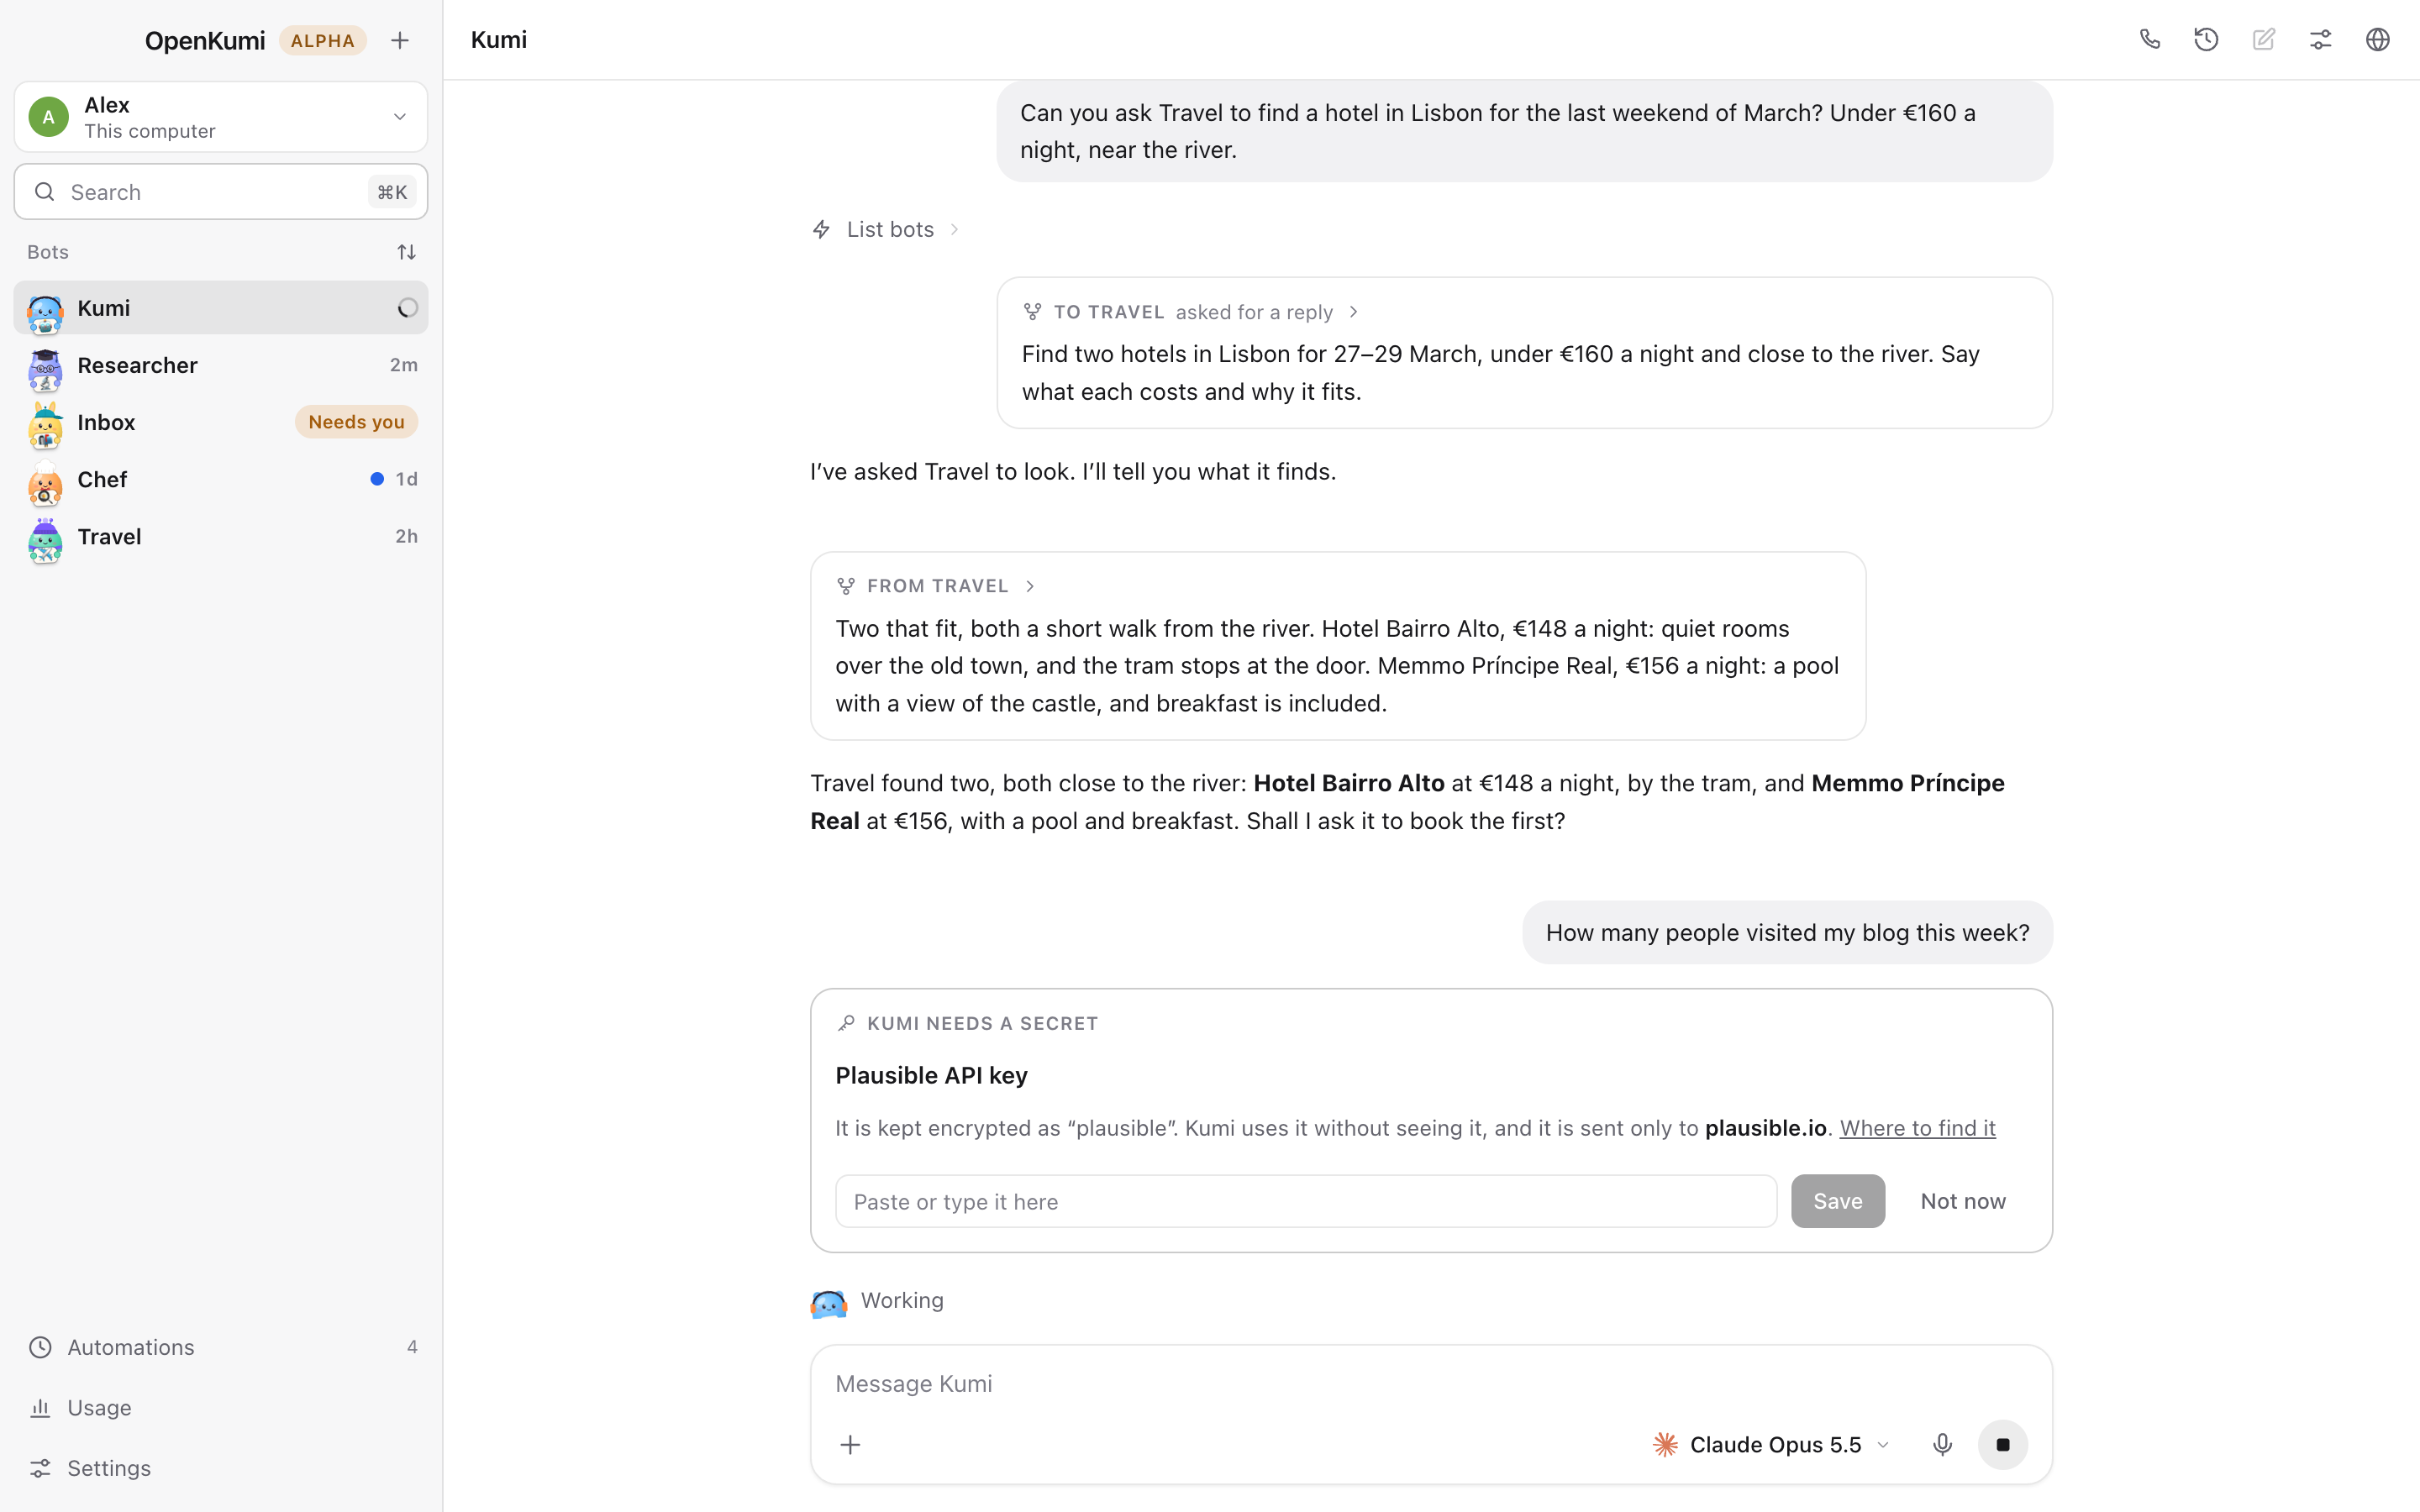 OpenKumi ALPHA
A
Alex
This computer
Search ⌘K
Bots
Kumi
Researcher 2m
Inbox Needs you
Chef 1d
Travel 2h
Automations 4
Usage
Settings
Kumi
Can you ask Travel to find a hotel in Lisbon for the last weekend of March? Under €160 a
night, near the river.
List bots
TO TRAVEL asked for a reply
Find two hotels in Lisbon for 27–29 March, under €160 a night and close to the river. Say
what each costs and why it fits.
I’ve asked Travel to look. I’ll tell you what it finds.
FROM TRAVEL
Two that fit, both a short walk from the river. Hotel Bairro Alto, €148 a night: quiet rooms
over the old town, and the tram stops at the door. Memmo Príncipe Real, €156 a night: a pool
with a view of the castle, and breakfast is included.
Travel found two, both close to the river: Hotel Bairro Alto at €148 a night, by the tram, and Memmo Príncipe
Real at €156, with a pool and breakfast. Shall I ask it to book the first?
How many people visited my blog this week?
KUMI NEEDS A SECRET
Plausible API key
It is kept encrypted as “plausible”. Kumi uses it without seeing it, and it is sent only to plausible.io. Where to find it
Paste or type it here Save Not now
Working
Message Kumi
Claude Opus 5.5